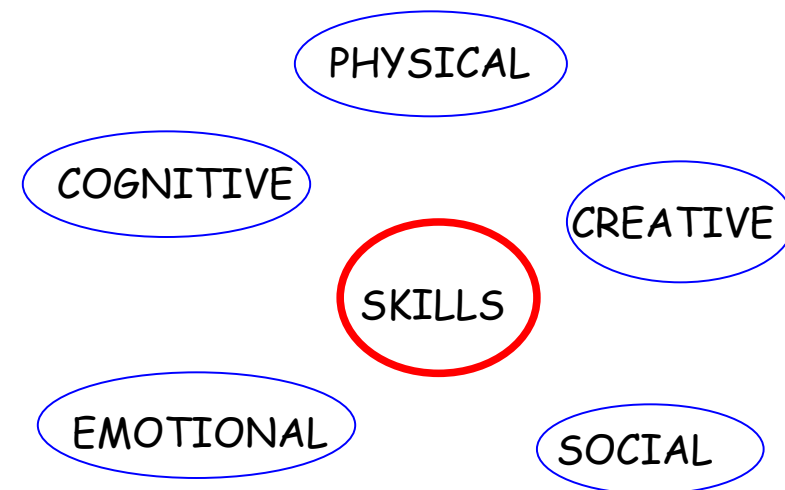 PHYSICAL
COGNITIVE
CREATIVE
SKILLS
EMOTIONAL
SOCIAL